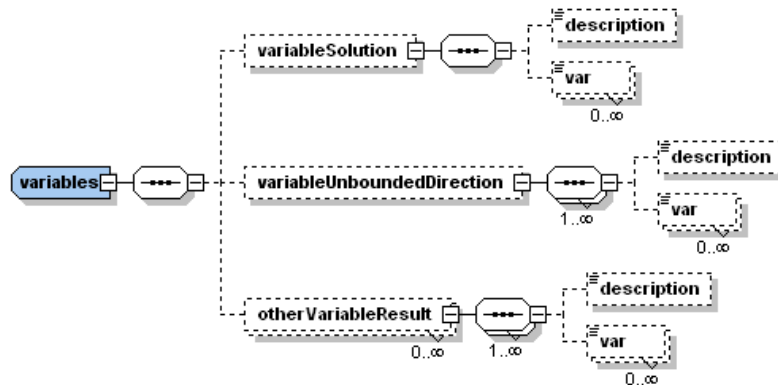 description
variableSolution
var
0..∞
description
variables
variableUnboundedDirection
var
1..∞
0..∞
description
otherVariableResult
var
0..∞
1..∞
0..∞